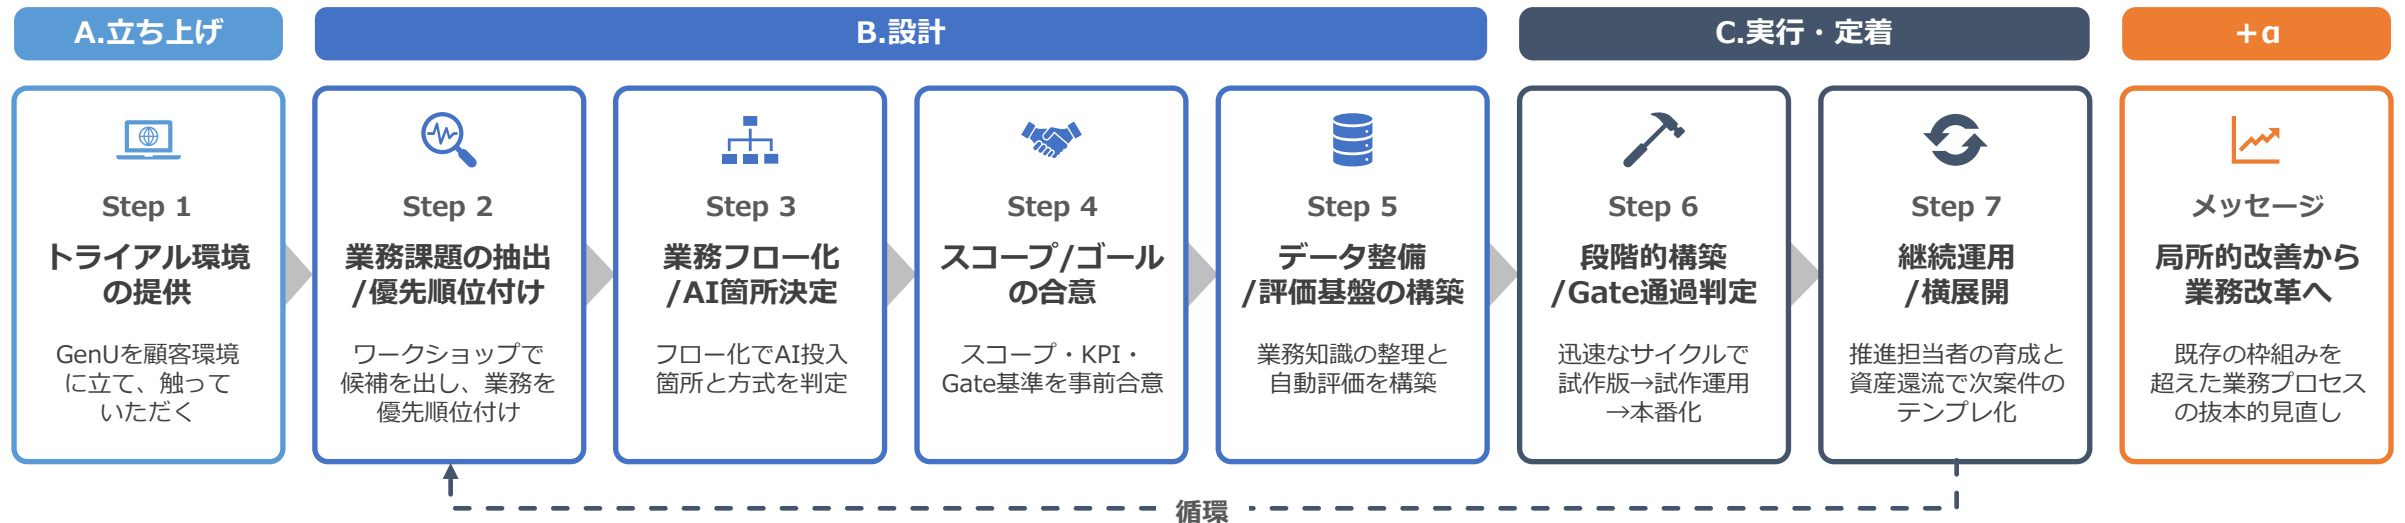 A.立ち上げ
B.設計
C.実行・定着
+α
Step 1
トライアル環境
の提供
GenUを顧客環境
に立て、触って
いただく
Step 2
業務課題の抽出
/優先順位付け
ワークショップで
候補を出し、業務を
優先順位付け
Step 3
業務フロー化
/AI箇所決定
フロー化でAI投入
箇所と方式を判定
Step 4
スコープ/ゴール
の合意
スコープ・KPI・
Gate基準を事前合意
Step 5
データ整備
/評価基盤の構築
業務知識の整理と
自動評価を構築
Step 6
段階的構築
/Gate通過判定
迅速なサイクルで
試作版→試作運用
→本番化
Step 7
継続運用
/横展開
推進担当者の育成と
資産還流で次案件の
テンプレ化
メッセージ
局所的改善から
業務改革へ
既存の枠組みを
超えた業務プロセス
の抜本的見直し
循環